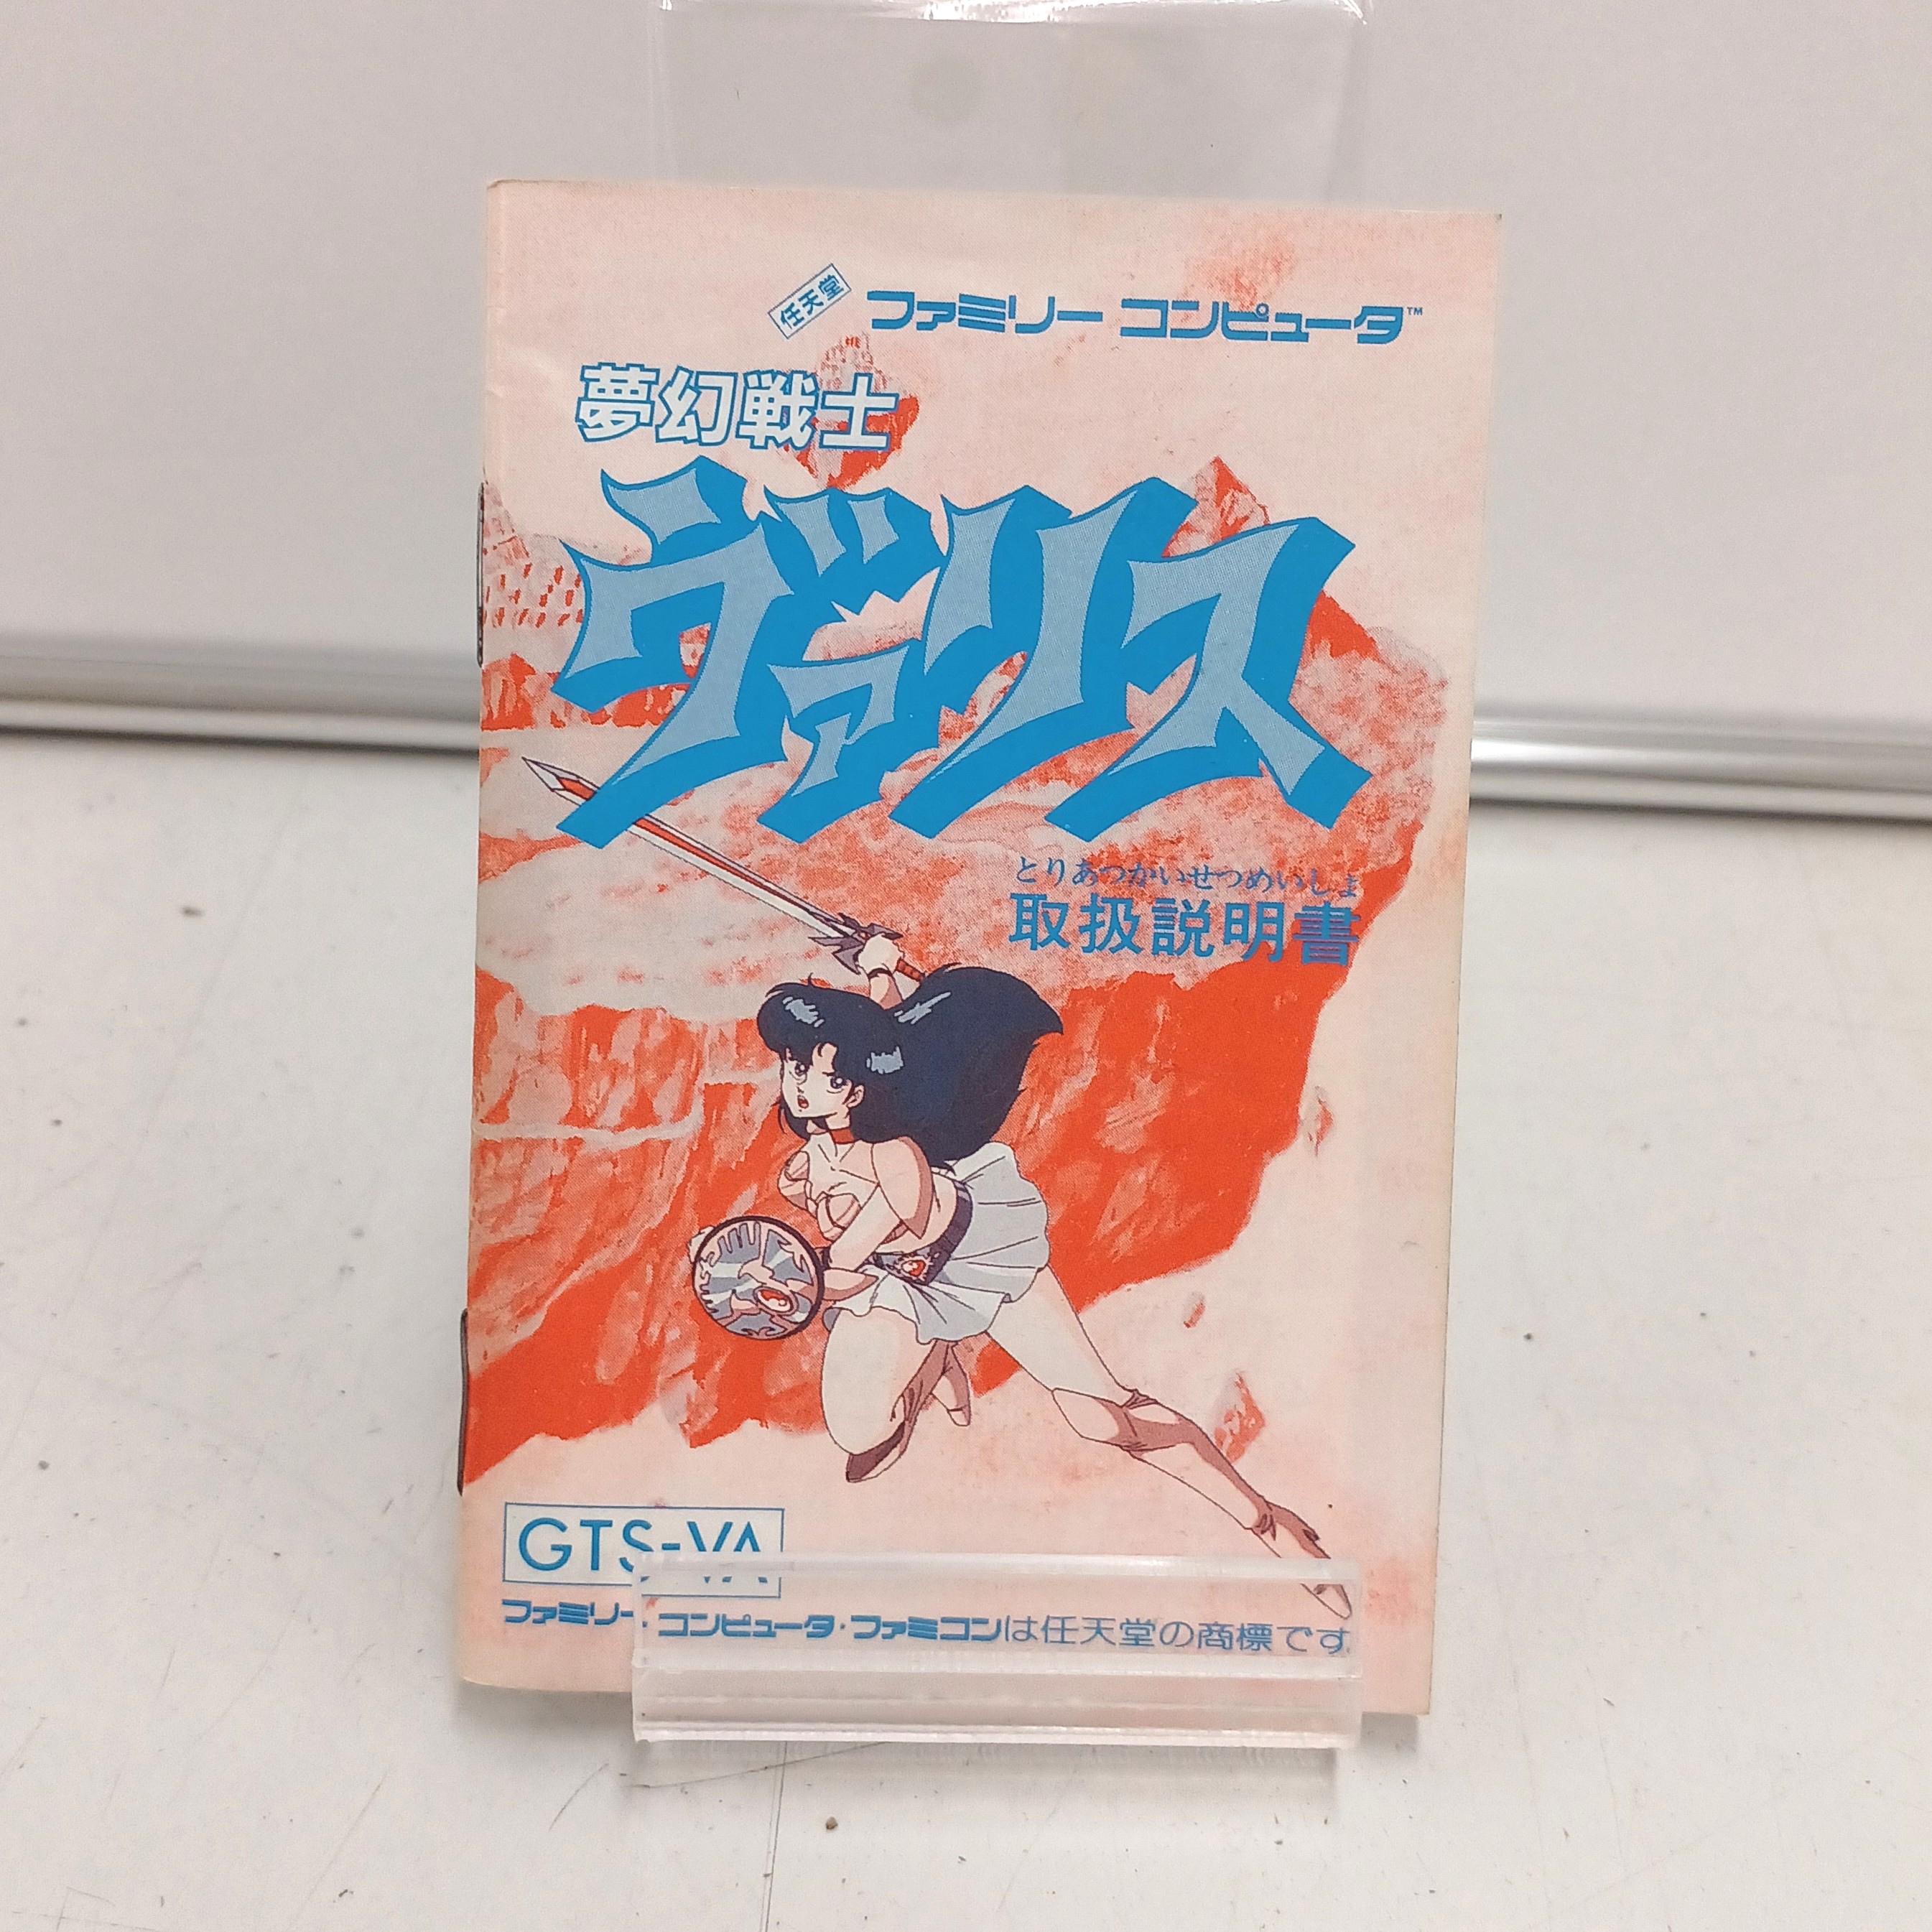 任天堂 ファミリー コンピュータ™
夢幻戦士
ヴァリス
とりあつかいせつめいしょ
取扱説明書
GTS-VA
ファミリー・コンピュータ・ファミコンは任天堂の商標です